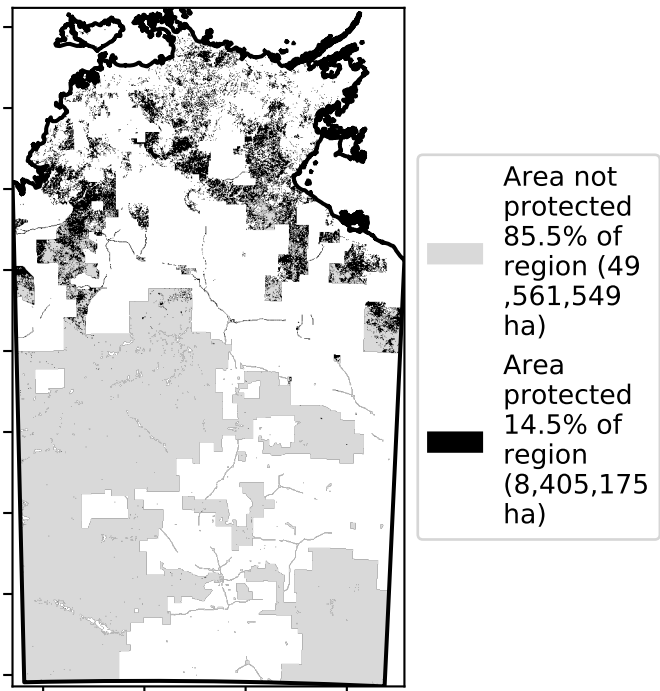 Area not
protected
85.5% of
region (49
,561,549
ha)
Area
protected
14.5% of
region
(8,405,175
ha)